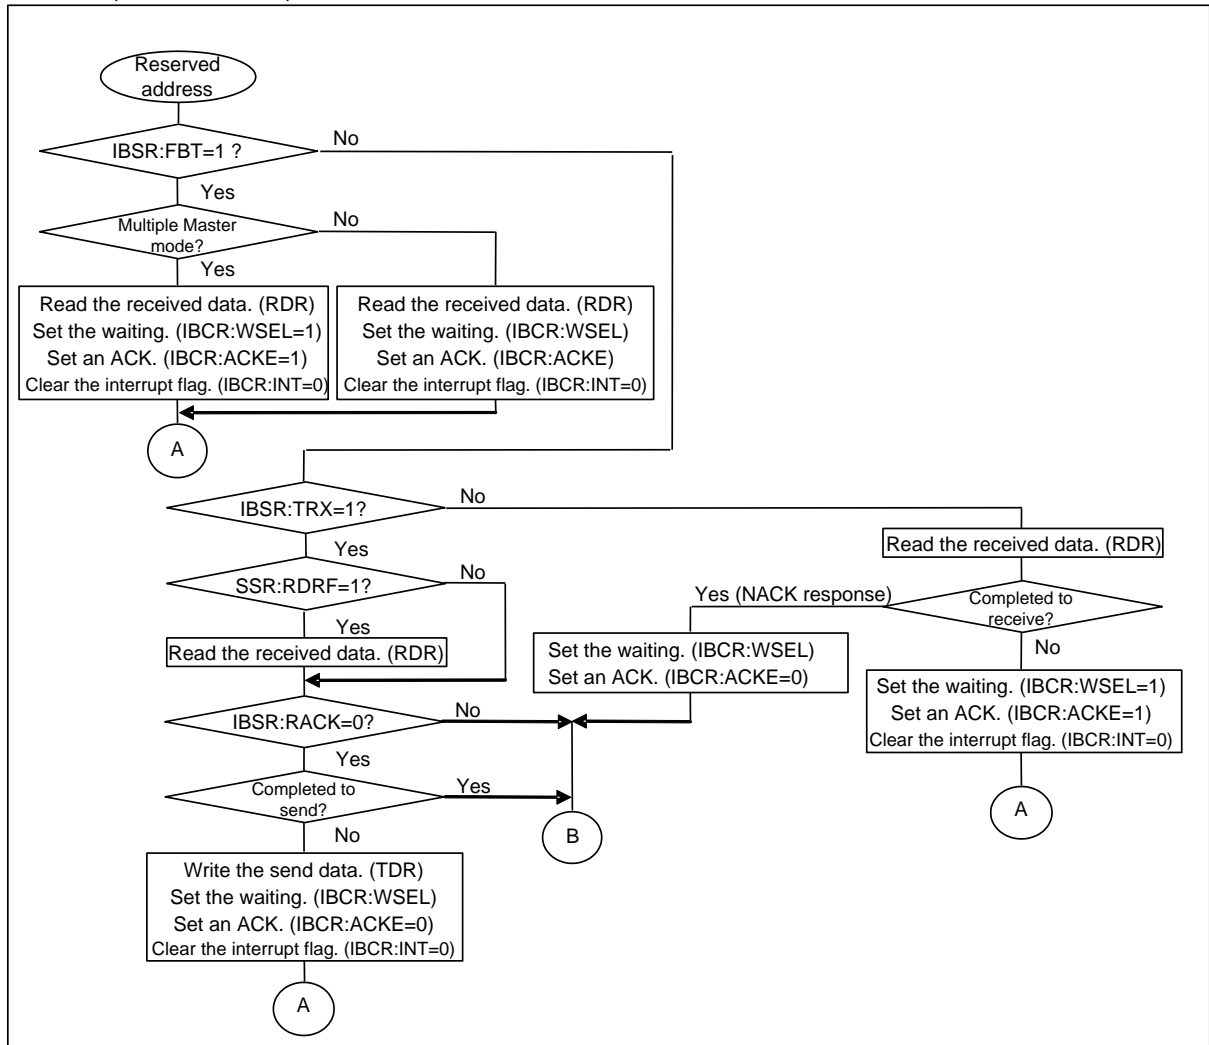 Reserved
address
IBSR:FBT=1 ?
No
Yes
Multiple Master
mode?
No
Yes
Read the received data. (RDR)
Set the waiting. (IBCR:WSEL=1)
Set an ACK. (IBCR:ACKE=1)
Clear the interrupt flag. (IBCR:INT=0)
Read the received data. (RDR)
Set the waiting. (IBCR:WSEL)
Set an ACK. (IBCR:ACKE)
Clear the interrupt flag. (IBCR:INT=0)
A
IBSR:TRX=1?
No
Yes
Read the received data. (RDR)
SSR:RDRF=1?
No
Yes
Yes (NACK response)
Completed to
receive?
No
Read the received data. (RDR)
Set the waiting. (IBCR:WSEL)
Set an ACK. (IBCR:ACKE=0)
Set the waiting. (IBCR:WSEL=1)
Set an ACK. (IBCR:ACKE=1)
Clear the interrupt flag. (IBCR:INT=0)
IBSR:RACK=0?
No
Yes
Completed to
send?
Yes
No
B
A
Write the send data. (TDR)
Set the waiting. (IBCR:WSEL)
Set an ACK. (IBCR:ACKE=0)
Clear the interrupt flag. (IBCR:INT=0)
A